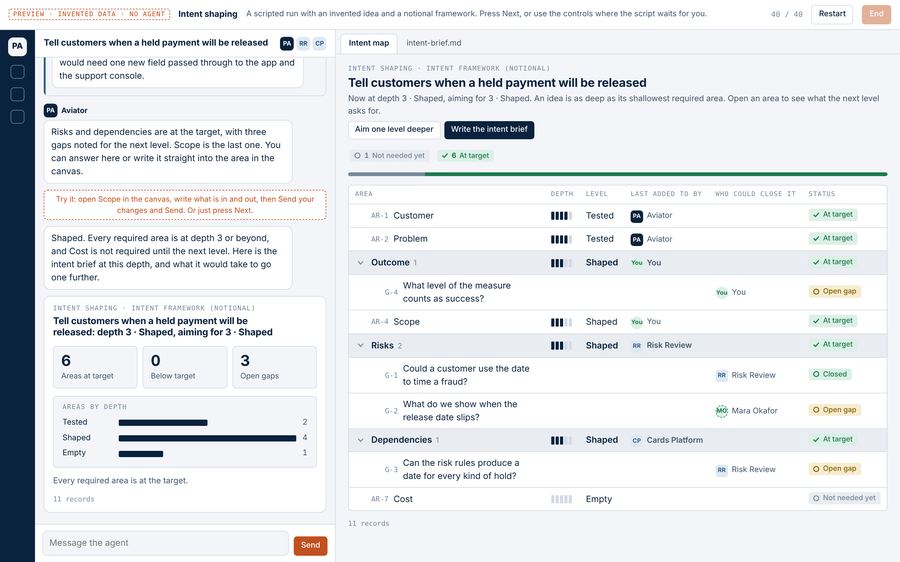 PREVIEW · INVENTED DATA · NO AGENT
Intent shaping
A scripted run with an invented idea and a notional framework. Press Next, or use the controls where the script waits for you.
40 / 40
Restart
End
PA
Tell customers when a held payment will be released
PA
RR
CP
would need one new field passed through to the app and
the support console.
PA Aviator
Risks and dependencies are at the target, with three
gaps noted for the next level. Scope is the last one. You
can answer here or write it straight into the area in the
canvas.
Try it: open Scope in the canvas, write what is in and out, then Send your
changes and Send. Or just press Next.
Shaped. Every required area is at depth 3 or beyond,
and Cost is not required until the next level. Here is the
intent brief at this depth, and what it would take to go
one further.
INTENT SHAPING · INTENT FRAMEWORK (NOTIONAL)
Tell customers when a held payment will be
released: depth 3 · Shaped, aiming for 3 · Shaped
6
Areas at target
0
Below target
3
Open gaps
AREAS BY DEPTH
Tested 2
Shaped 4
Empty 1
Every required area is at the target.
11 records
Message the agent
Send
Intent map
intent-brief.md
INTENT SHAPING · INTENT FRAMEWORK (NOTIONAL)
Tell customers when a held payment will be released
Now at depth 3 · Shaped, aiming for 3 · Shaped. An idea is as deep as its shallowest required area. Open an area to see what the next level
asks for.
Aim one level deeper
Write the intent brief
1 Not needed yet
6 At target
AREA DEPTH LEVEL LAST ADDED TO BY WHO COULD CLOSE IT STATUS
AR-1 Customer Tested PA Aviator At target
AR-2 Problem Tested PA Aviator At target
Outcome 1 Shaped You You At target
G-4 What level of the measure
counts as success? You You Open gap
AR-4 Scope Shaped You You At target
Risks 2 Shaped RR Risk Review At target
G-1 Could a customer use the date
to time a fraud? RR Risk Review Closed
G-2 What do we show when the
release date slips? MO Mara Okafor Open gap
Dependencies 1 Shaped CP Cards Platform At target
G-3 Can the risk rules produce a
date for every kind of hold? RR Risk Review Open gap
AR-7 Cost Empty Not needed yet
11 records